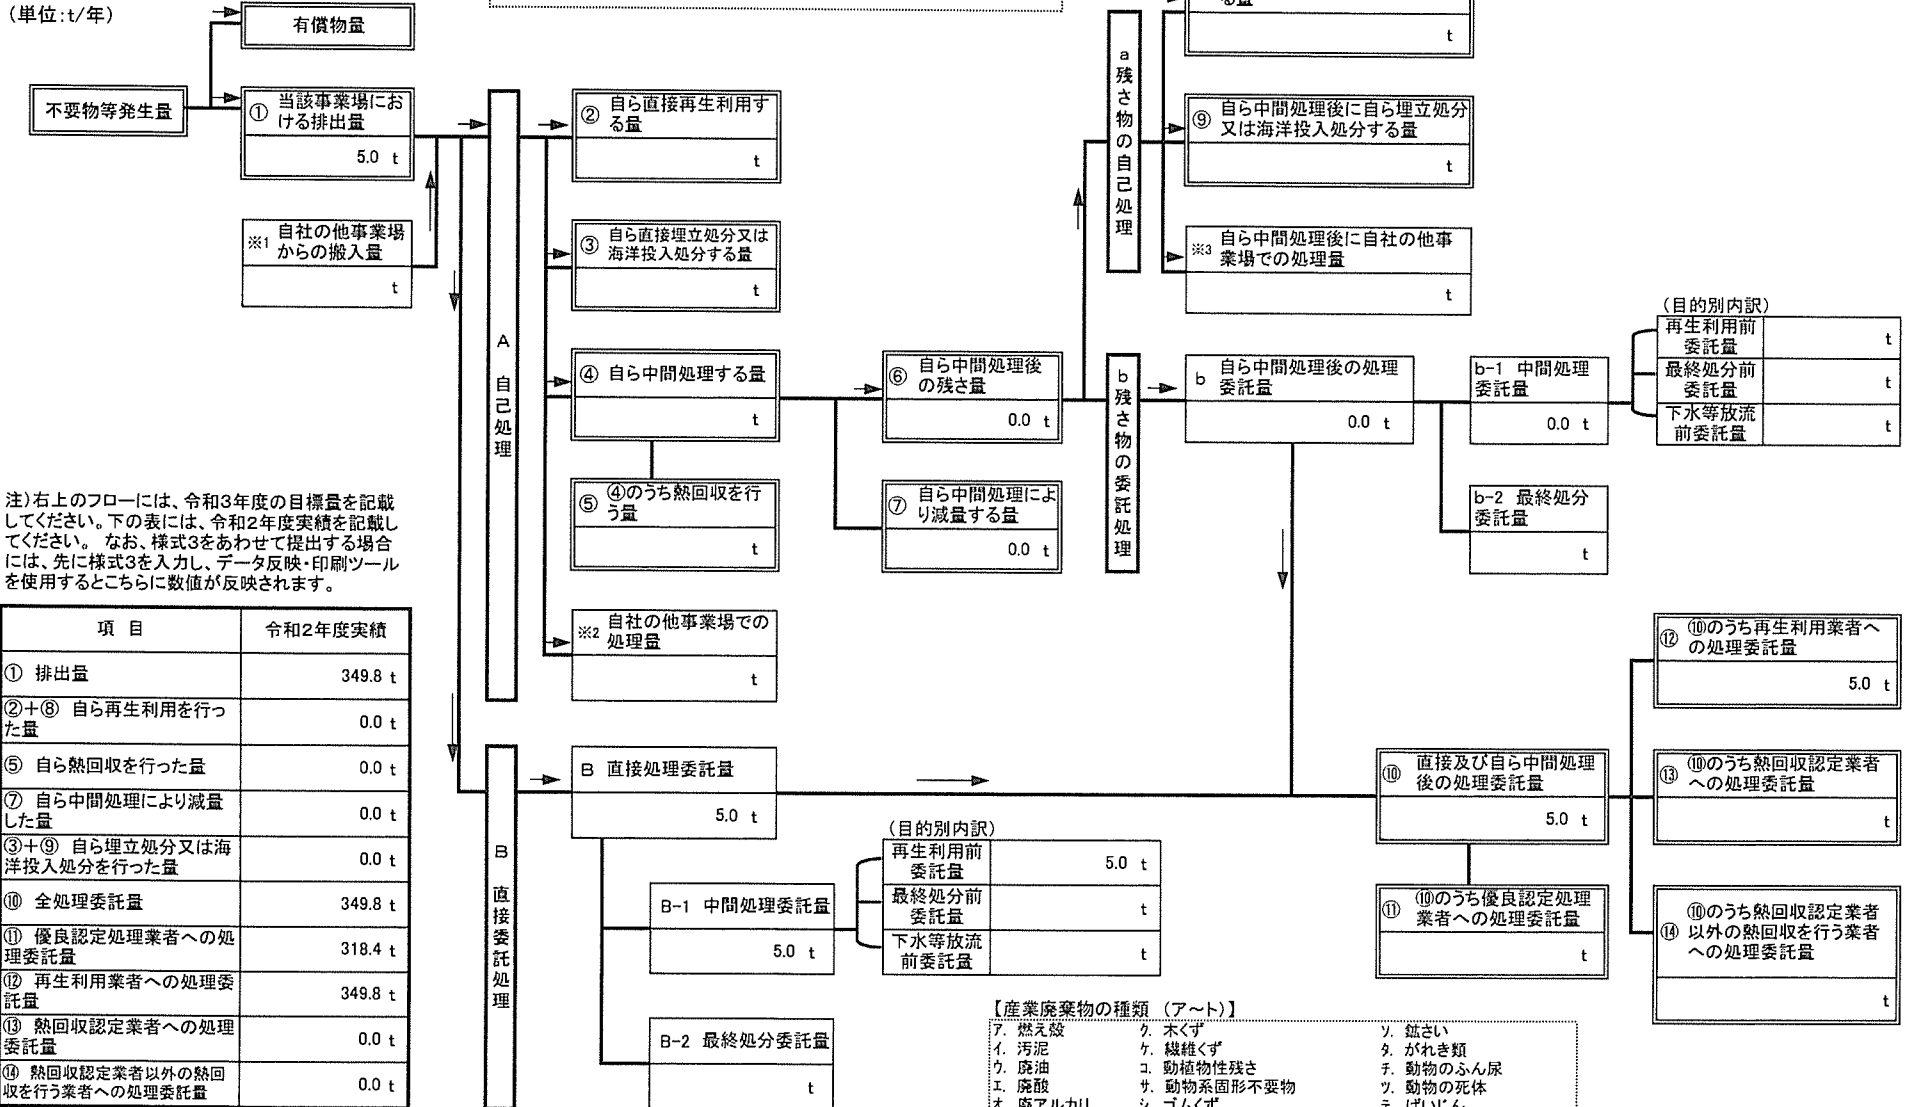 (単位:t/年)
有償物量
不要物等発生量
① 当該事業場にお
ける排出量
5.0 t
※1 自社の他事業場
からの搬入量
t
A 自己処理
② 自ら直接再生利用す
る量
t
③ 自ら直接埋立処分又は
海洋投入処分する量
t
④ 自ら中間処理する量
t
⑤ ④のうち熱回収を行
う量
t
※2 自社の他事業場での
処理量
t
⑥ 自ら中間処理後
の残さ量
0.0 t
⑦ 自ら中間処理によ
り減量する量
0.0 t
a 残さ物の自己処理
る量
t
⑨ 自ら中間処理後に自ら埋立処分
又は海洋投入処分する量
t
※3 自ら中間処理後に自社の他事
業場での処理量
t
b 残さ物の委託処理
b 自ら中間処理後の処理
委託量
0.0 t
b-1 中間処理
委託量
0.0 t
(目的別内訳)
再生利用前
委託量
t
最終処分前
委託量
t
下水等放流
前委託量
t
b-2 最終処分
委託量
t
注)右上のフローには、令和3年度の目標量を記載
してください。下の表には、令和2年度実績を記載し
てください。 なお、様式3をあわせて提出する場合
には、先に様式3を入力し、データ反映・印刷ツール
を使用するとこちらに数値が反映されます。
項 目 令和2年度実績
① 排出量 349.8 t
②+⑧ 自ら再生利用を行っ
た量 0.0 t
⑤ 自ら熱回収を行った量 0.0 t
⑦ 自ら中間処理により減量
した量 0.0 t
③+⑨ 自ら埋立処分又は海
洋投入処分を行った量 0.0 t
⑩ 全処理委託量 349.8 t
⑪ 優良認定処理業者への処
理委託量 318.4 t
⑫ 再生利用業者への処理委
託量 349.8 t
⑬ 熱回収認定業者への処理
委託量 0.0 t
⑭ 熱回収認定業者以外の熱回
収を行う業者への処理委託量 0.0 t
B 直接委託処理
B 直接処理委託量
5.0 t
B-1 中間処理委託量
5.0 t
(目的別内訳)
再生利用前
委託量
5.0 t
最終処分前
委託量
t
下水等放流
前委託量
t
B-2 最終処分委託量
t
⑩ 直接及び自ら中間処理
後の処理委託量
5.0 t
⑪ ⑩のうち優良認定処理
業者への処理委託量
t
⑫ ⑩のうち再生利用業者へ
の処理委託量
5.0 t
⑬ ⑩のうち熱回収認定業者
への処理委託量
t
⑭ ⑩のうち熱回収認定業者
以外の熱回収を行う業者
への処理委託量
t
【産業廃棄物の種類 (ア~ト)】
ア. 燃え殻 ク. 木くず ソ. 鉱さい
イ. 汚泥 ケ. 繊維くず タ. がれき類
ウ. 廃油 コ. 動植物性残さ チ. 動物のふん尿
エ. 廃酸 サ. 動物系固形不要物 ツ. 動物の死体
オ. 廃アルカリ シ. ゴムくず テ. ばいじん